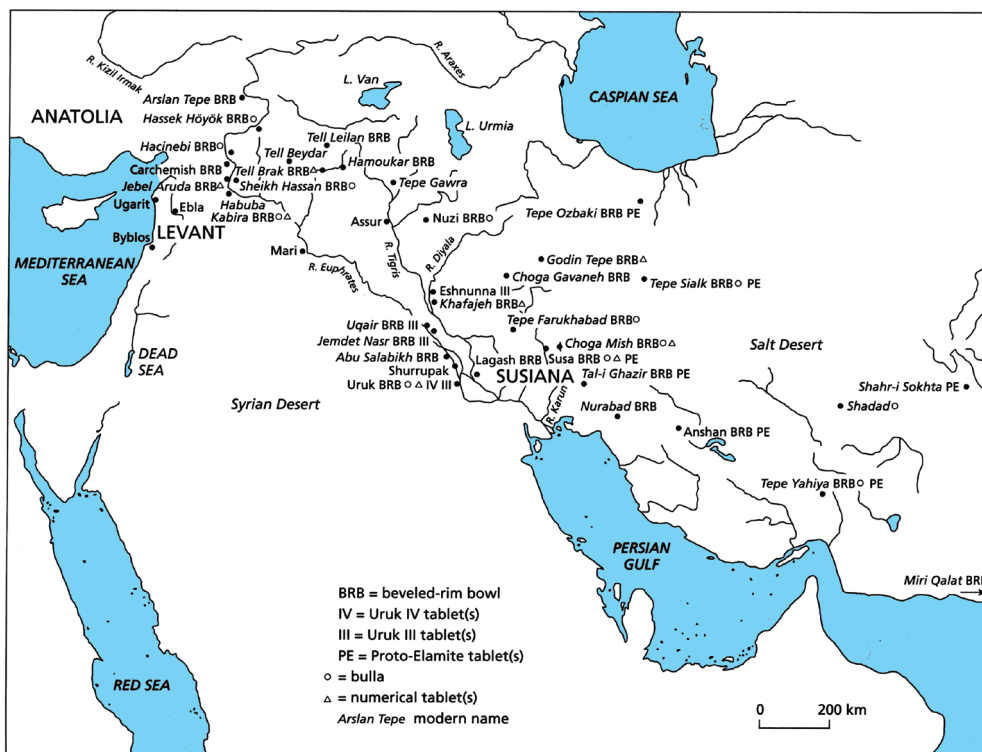 R. Kizil Irmak
R. Araxes
L. Van
CASPIAN SEA
Arslan Tepe BRB
ANATOLIA
Hassek Höyök BRB○
L. Urmia
Tell Leilan BRB
Hacinebi BRB○
Tell Beydar
Hamoukar BRB
Carchemish BRB
Tell Brak BRB△
Tepe Gawra
Jebel Aruda BRB△
Sheikh Hassan BRB○
Ugarit
Ebla
Habuba
Kabira BRB○△
Assur
Nuzi BRB○
Tepe Ozbaki BRB PE
Byblos
LEVANT
Mari
R. Tigris
R. Diyala
MEDITERRANEAN
SEA
R. Euphrates
Godin Tepe BRB△
Choga Gavaneh BRB
Tepe Sialk BRB○ PE
Eshnunna III
Khafajeh BRB△
Uqair BRB III
Tepe Farukhabad BRB○
Jemdet Nasr BRB III
Choga Mish BRB○△
DEAD
SEA
Abu Salabikh BRB
Lagash BRB
Susa BRB ○△ PE
Salt Desert
Shurrupak
SUSIANA
Tal-i Ghazir BRB PE
Uruk BRB ○ △ IV III
R. Karun
Shahr-i Sokhta PE
Syrian Desert
Nurabad BRB
Shadad○
Anshan BRB PE
Tepe Yahiya BRB○ PE
PERSIAN
GULF
Miri Qalat BRB
BRB = beveled-rim bowl
IV = Uruk IV tablet(s)
III = Uruk III tablet(s)
PE = Proto-Elamite tablet(s)
○ = bulla
△ = numerical tablet(s)
Arslan Tepe modern name
RED SEA
0 200 km